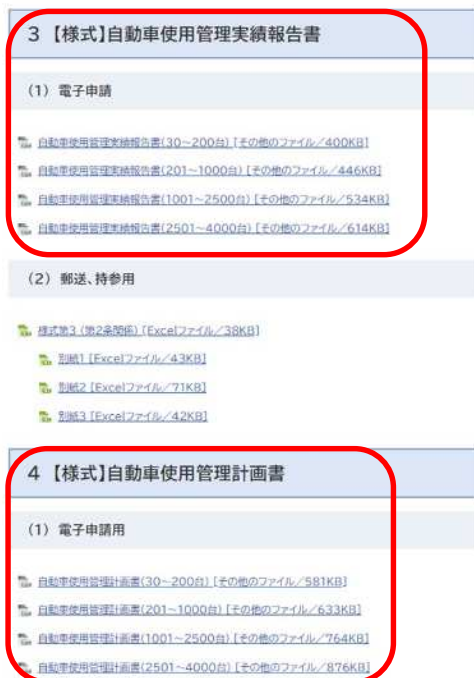 3 【様式】自動車使用管理実績報告書
(1) 電子申請
自動車使用管理実績報告書(30～200台) [その他のファイル／400KB]
自動車使用管理実績報告書(201～1000台) [その他のファイル／446KB]
自動車使用管理実績報告書(1001～2500台) [その他のファイル／534KB]
自動車使用管理実績報告書(2501～4000台) [その他のファイル／614KB]
(2) 郵送、持参用
様式第3 (第2条関係) [Excelファイル／38KB]
別紙1 [Excelファイル／43KB]
別紙2 [Excelファイル／71KB]
別紙3 [Excelファイル／42KB]
4 【様式】自動車使用管理計画書
(1) 電子申請用
自動車使用管理計画書(30～200台) [その他のファイル／581KB]
自動車使用管理計画書(201～1000台) [その他のファイル／633KB]
自動車使用管理計画書(1001～2500台) [その他のファイル／764KB]
自動車使用管理計画書(2501～4000台) [その他のファイル／876KB]